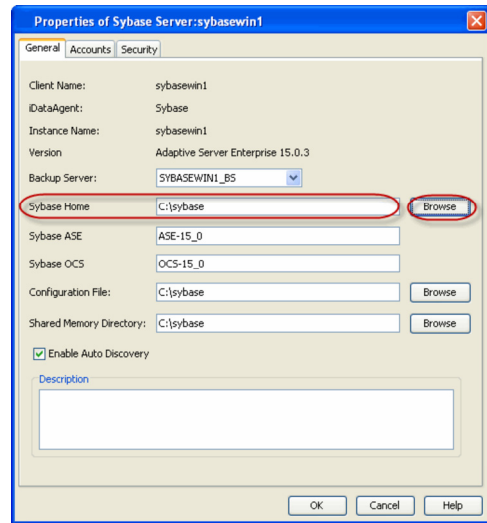 Properties of Sybase Server:sybasewin1
General Accounts Security
Client Name: sybasewin1
iDataAgent: Sybase
Instance Name: sybasewin1
Version Adaptive Server Enterprise 15.0.3
Backup Server: SYBASEWIN1_BS
Sybase Home C:\sybase Browse
Sybase ASE ASE-15_0
Sybase OCS OCS-15_0
Configuration File: C:\sybase Browse
Shared Memory Directory: C:\sybase Browse
Enable Auto Discovery
Description
OK Cancel Help